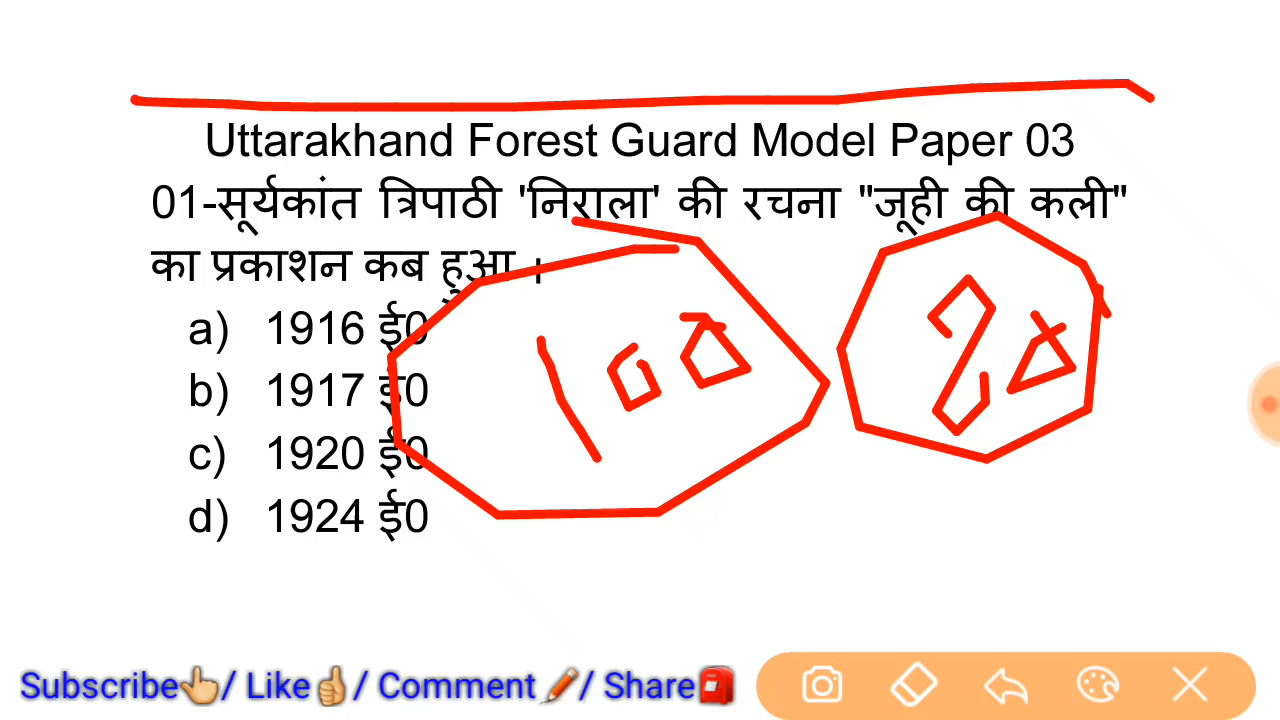 Uttarakhand Forest Guard Model Paper 03
01-सूर्यकांत त्रिपाठी 'निराला' की रचना "जूही की कली"
का प्रकाशन कब हुआ ।
a) 1916 ई0
b) 1917 ई0
c) 1920 ई0
d) 1924 ई0
100
Subscribe👆/ Like👍/ Comment 🖍/ Share🎒